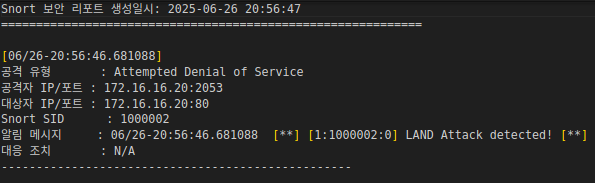 Snort 보안 리포트 생성일시: 2025-06-26 20:56:47
============================================================
[06/26-20:56:46.681088]
공격 유형 : Attempted Denial of Service
공격자 IP/포트 : 172.16.16.20:2053
대상자 IP/포트 : 172.16.16.20:80
Snort SID : 1000002
알림 메시지 : 06/26-20:56:46.681088 [**] [1:1000002:0] LAND Attack detected! [**]
대응 조치 : N/A
--------------------------------------------------